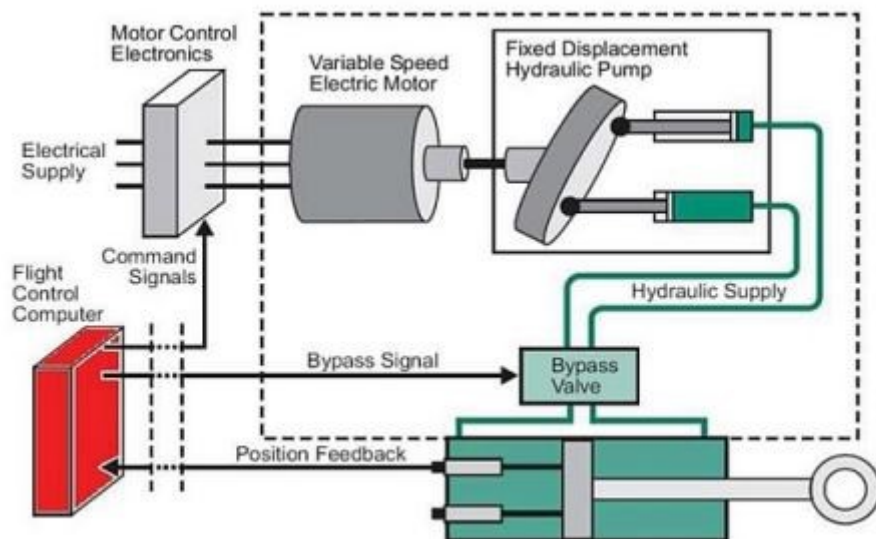 Motor Control
Electronics
Variable Speed
Electric Motor
Fixed Displacement
Hydraulic Pump
Electrical
Supply
Command
Signals
Flight
Control
Computer
Hydraulic Supply
Bypass Signal
Bypass
Valve
Position Feedback